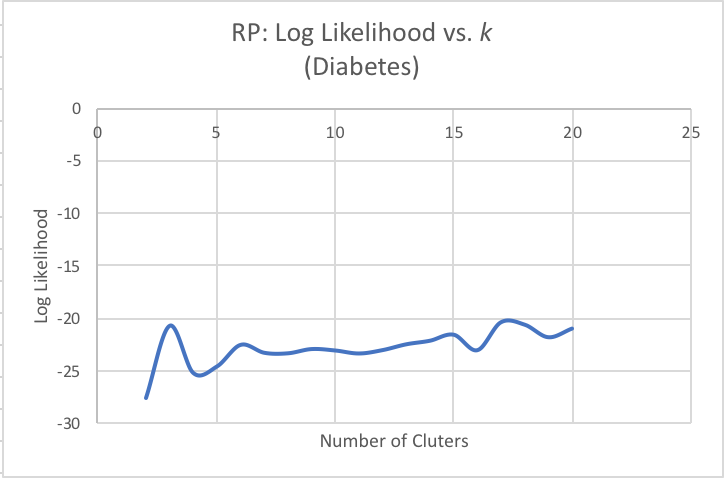 RP: Log Likelihood vs. k
(Diabetes)
0
0 5 10 15 20 25
-5
-10
-15
-20
-25
-30
Log Likelihood
Number of Cluters